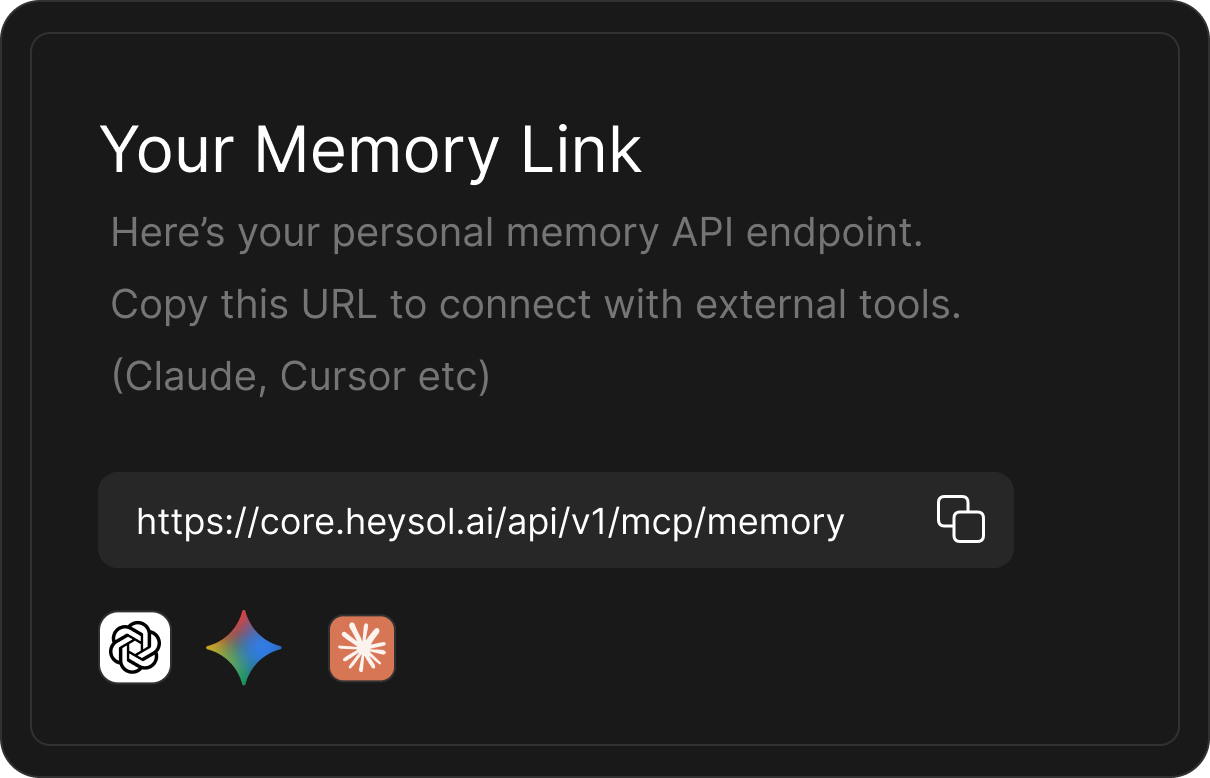 Your Memory Link
Here’s your personal memory API endpoint.
Copy this URL to connect with external tools.
(Claude, Cursor etc)
https://core.heysol.ai/api/v1/mcp/memory